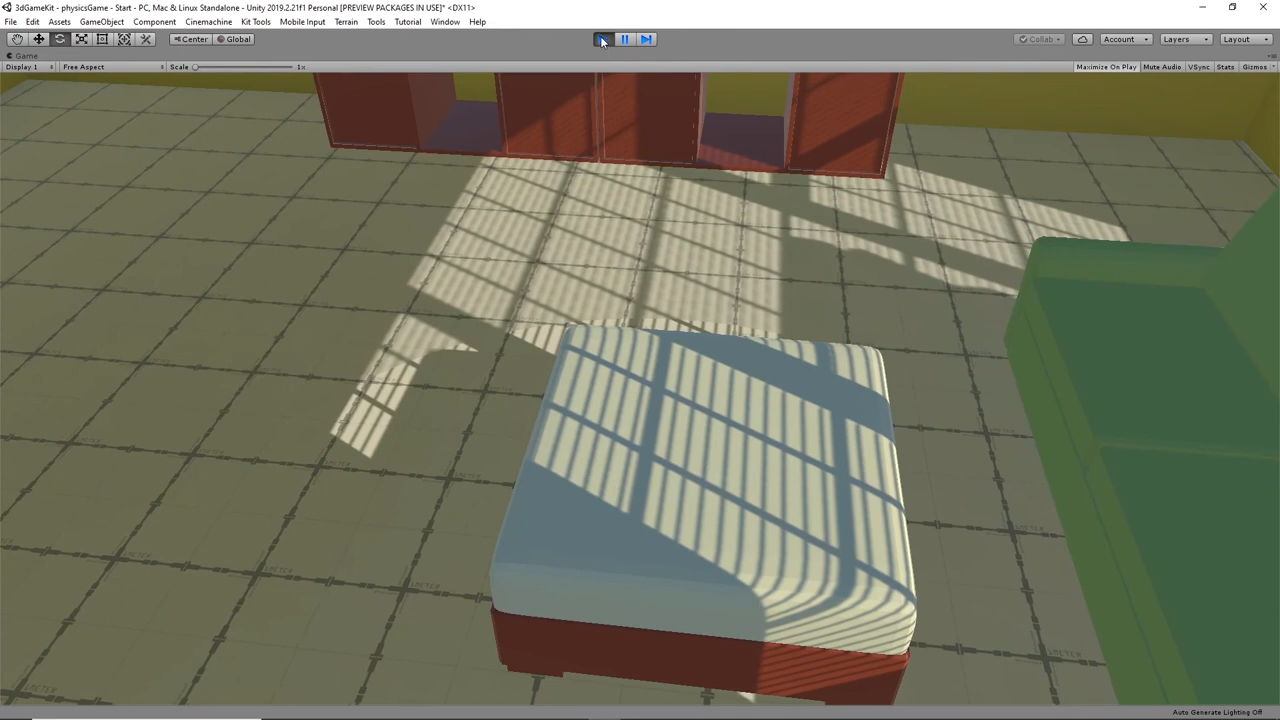 3dGameKit - physicsGame - Start - PC, Mac & Linux Standalone - Unity 2019.2.21f1 Personal [PREVIEW PACKAGES IN USE]* <DX11>
File Edit Assets GameObject Component Cinemachine Kit Tools Mobile Input Terrain Tools Tutorial Window Help
Center Global Collab Account Layers Layout
Game
Display 1 Free Aspect Scale 1x Maximize On Play Mute Audio VSync Stats Gizmos
Auto Generate Lighting Off